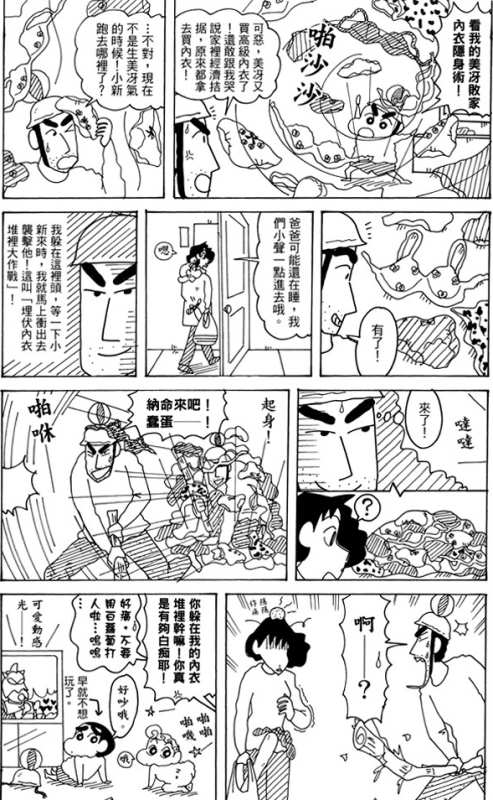 看我的美冴敗家
內衣隱身術！
啪沙沙
可惡，美冴又
買高級內衣了
！還敢跟我哭
說家裡經濟拮
据，原來都拿
去買內衣！
…不對，現在
不是生美冴氣
的時候！小新
跑去哪裡了？
有了！
爸爸可能還在睡，我
們小聲一點進去哦。
嗯
我躲在這裡頭，等一下小
新來時，我就馬上衝出去
襲擊他！這叫「埋伏內衣
堆裡大作戰」！
噠噠
來了！
？
起身！
納命來吧！
蠢蛋！
啪咻
啊—？
你躲在我的內衣
堆裡幹嘛！你真
是有夠白痴耶！
好痛，不要
用白蘿蔔打
人啦…嗚嗚
啪啪
好吵哦。
早就不想
玩了。
可愛動感
光！